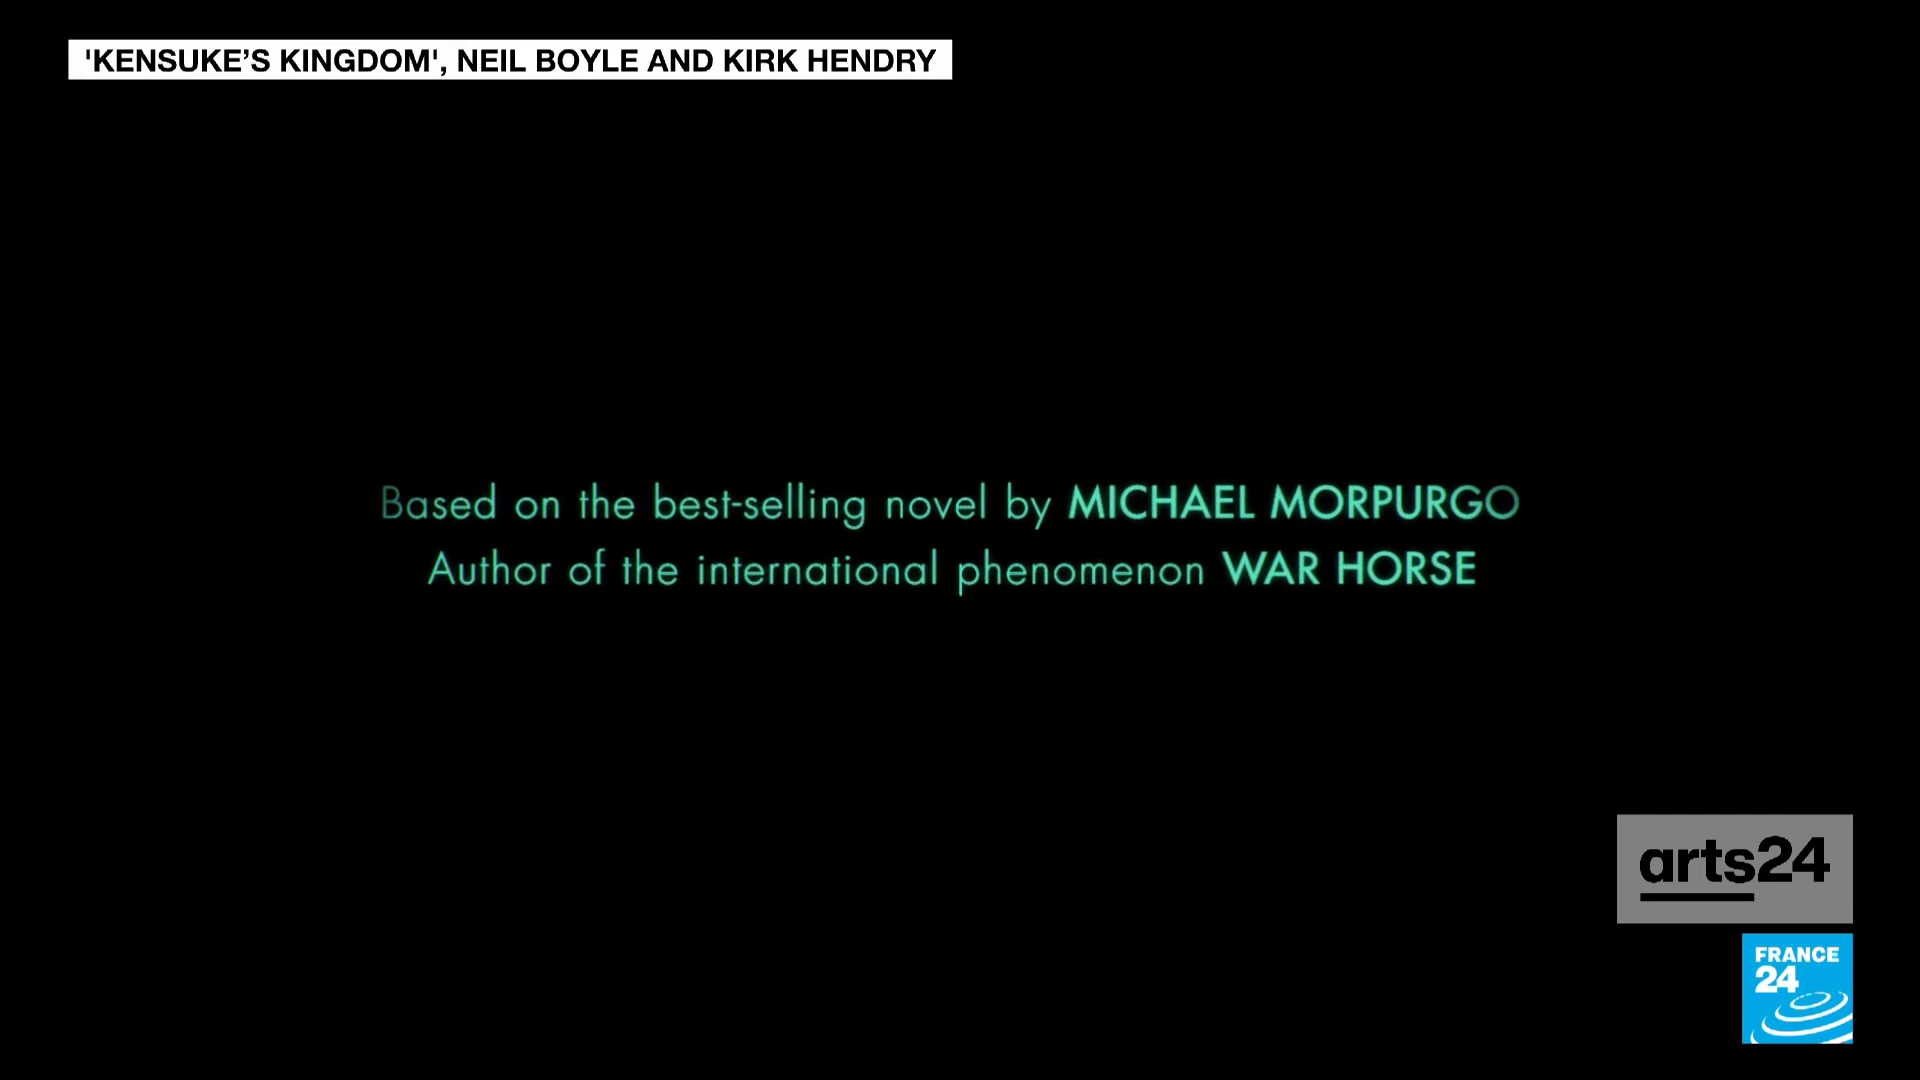 'KENSUKE’S KINGDOM', NEIL BOYLE AND KIRK HENDRY
Based on the best-selling novel by MICHAEL MORPURGO
Author of the international phenomenon WAR HORSE
arts24
FRANCE
24